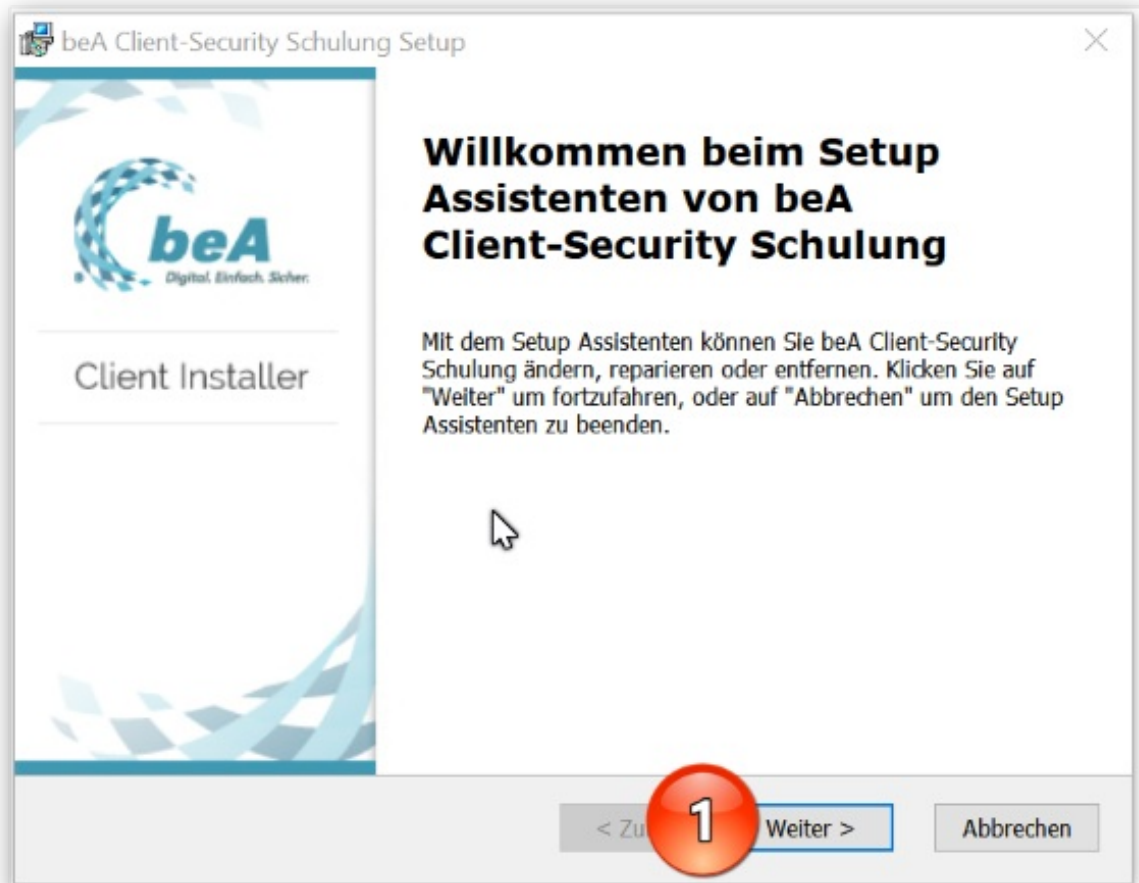 beA Client-Security Schulung Setup
beA
Digital. Einfach. Sicher.
Client Installer
Willkommen beim Setup
Assistenten von beA
Client-Security Schulung
Mit dem Setup Assistenten können Sie beA Client-Security
Schulung ändern, reparieren oder entfernen. Klicken Sie auf
"Weiter" um fortzufahren, oder auf "Abbrechen" um den Setup
Assistenten zu beenden.
< Zu 1 Weiter > Abbrechen